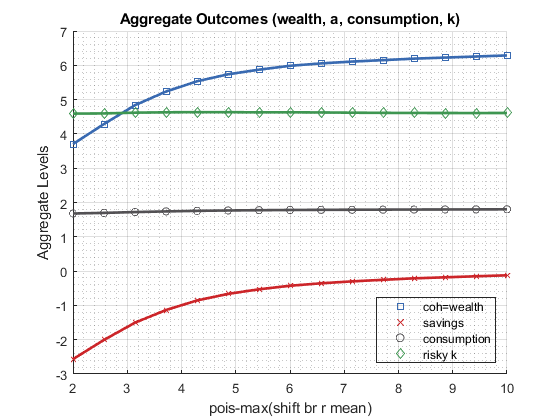 Aggregate Outcomes (wealth, a, consumption, k)
Aggregate Levels
7
6
5
4
3
2
1
0
-1
-2
-3
2 3 4 5 6 7 8 9 10
pois-max(shift br r mean)
coh=wealth
savings
consumption
risky k